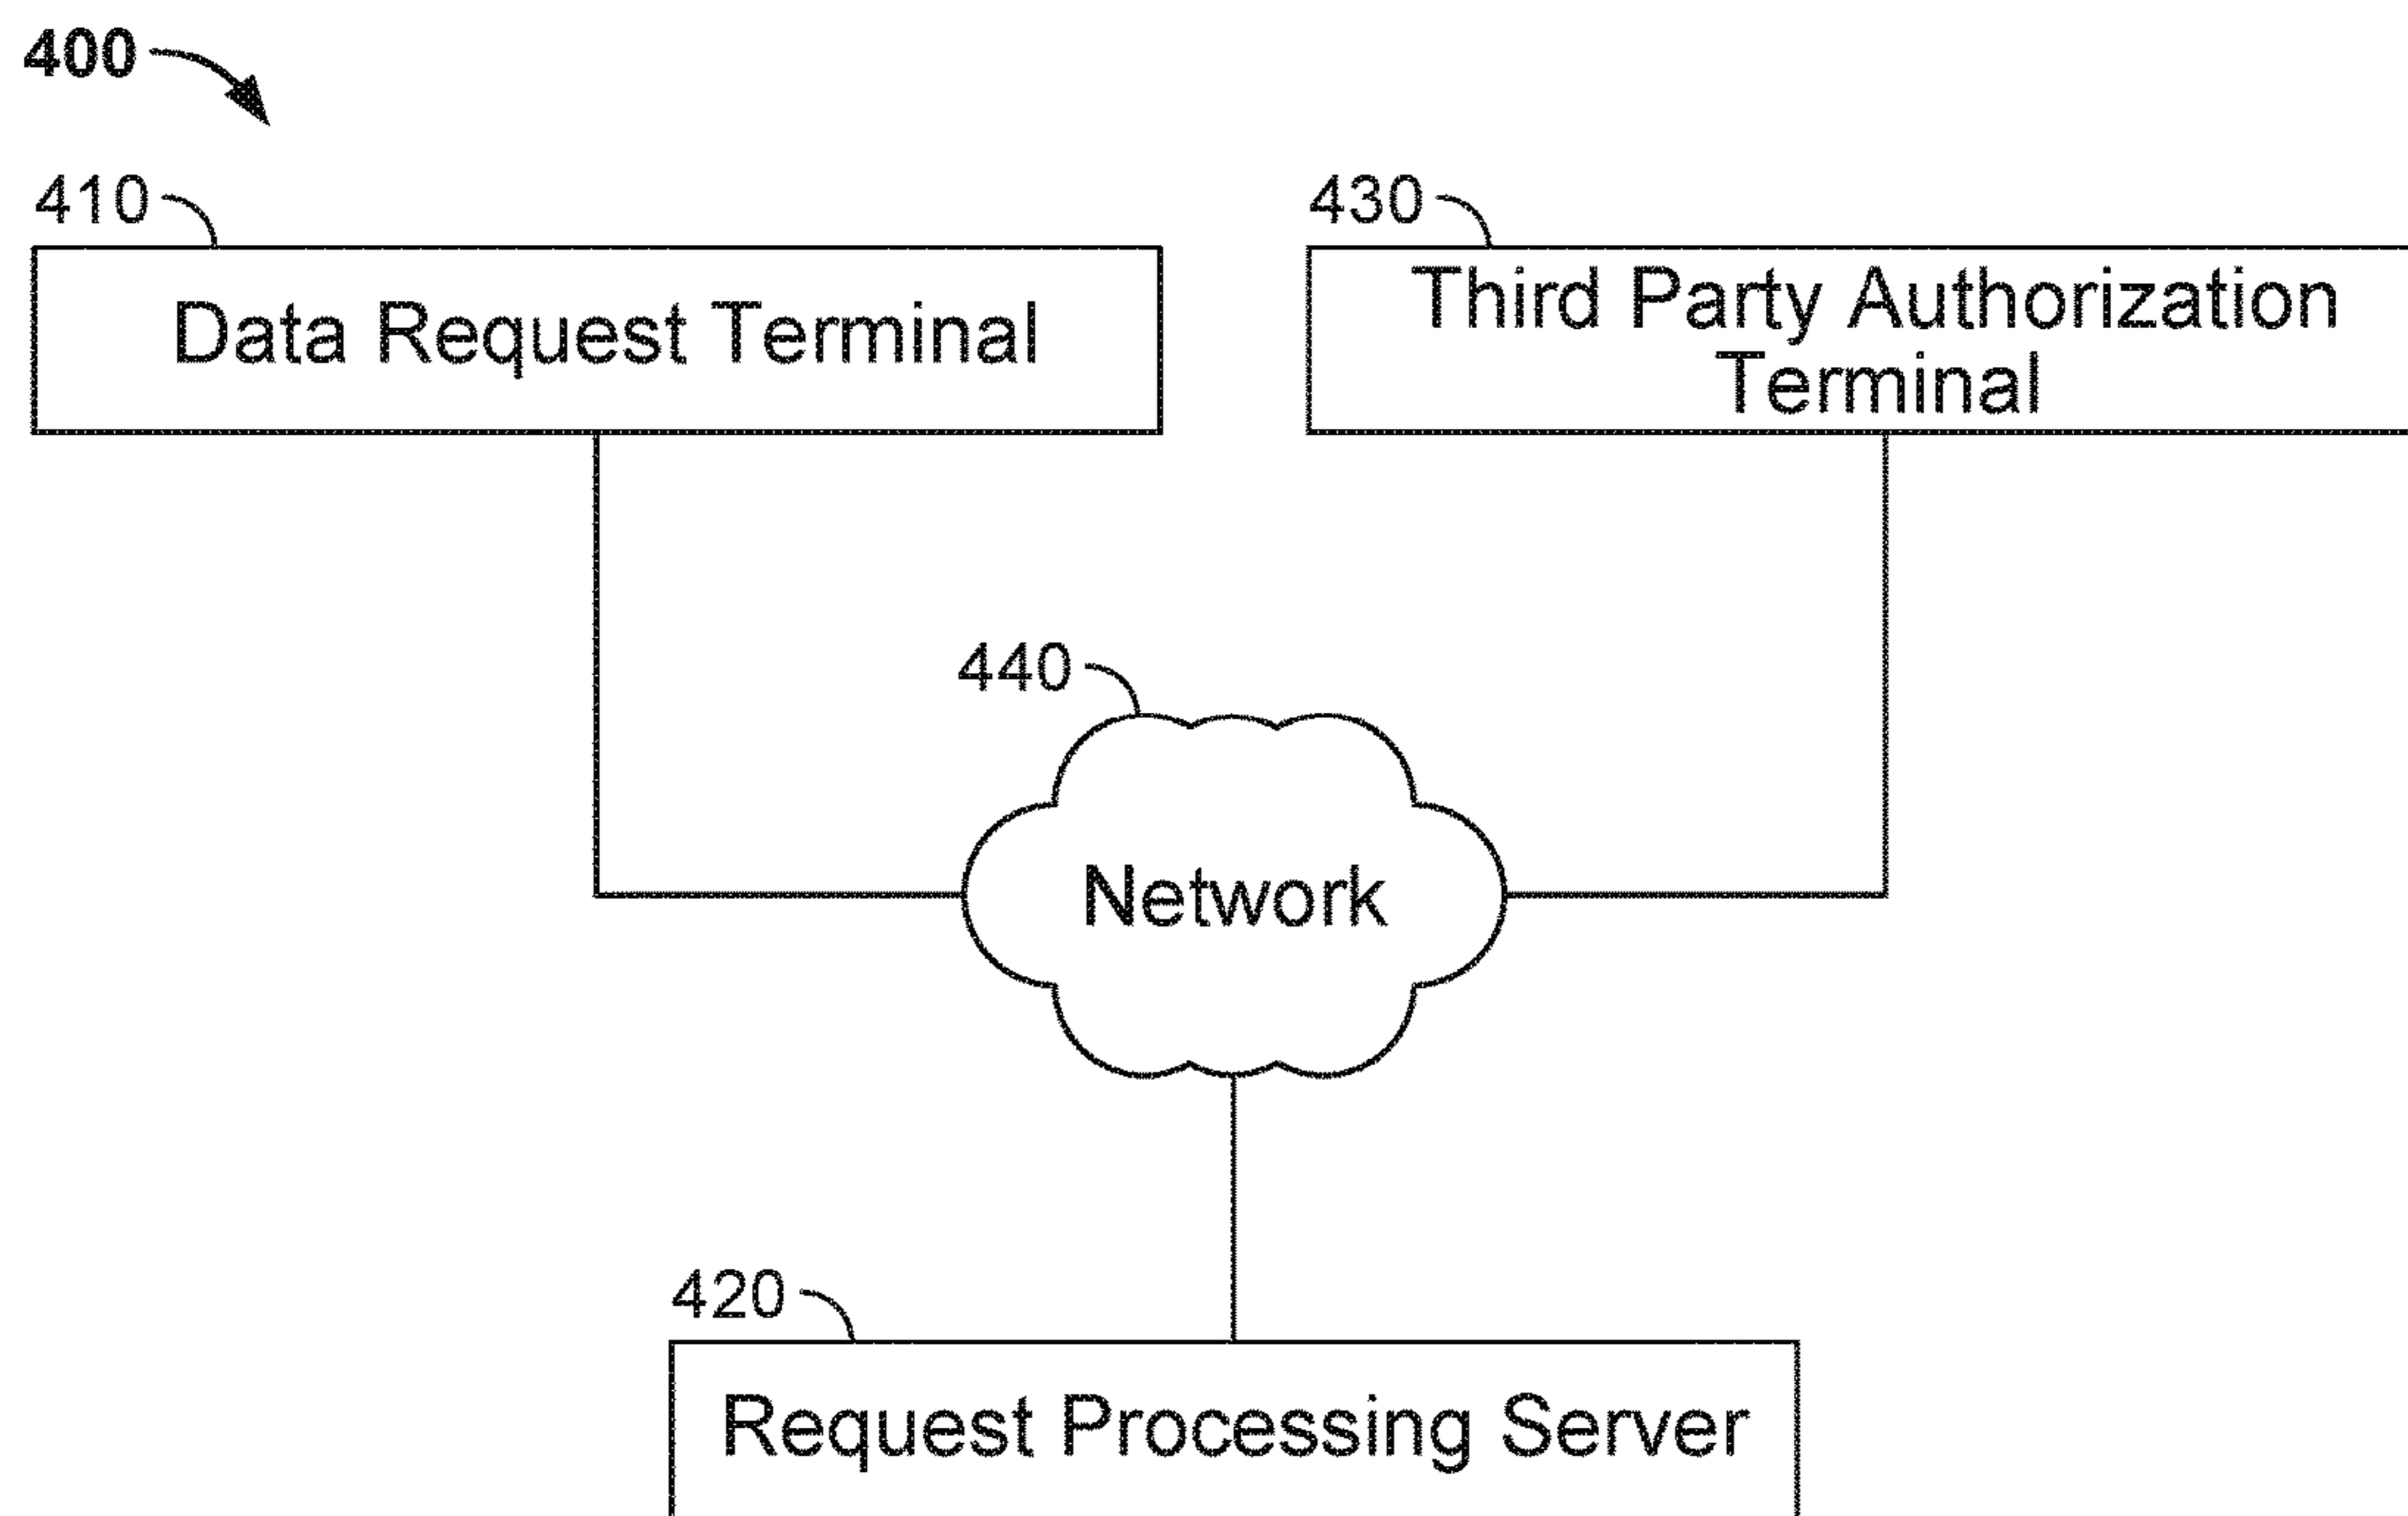 400
410
Data Request Terminal
430
Third Party Authorization
Terminal
440
Network
420
Request Processing Server